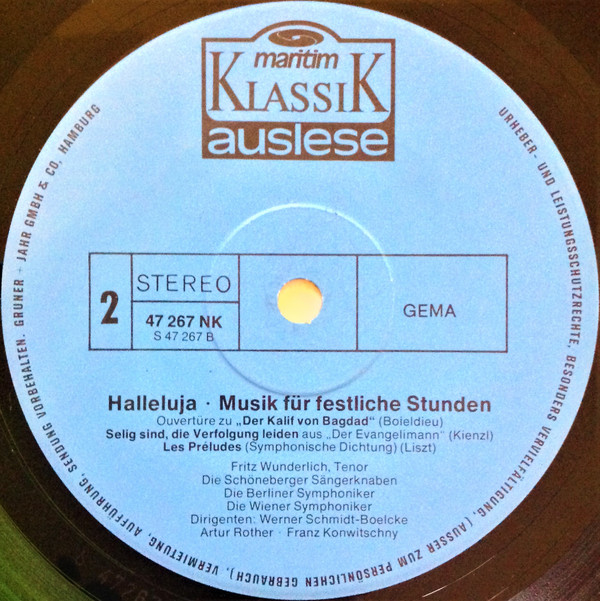 maritim
KLASSIK
auslese
2
STEREO
47 267 NK
S 47 267 B
GEMA
Halleluja · Musik für festliche Stunden
Ouvertüre zu „Der Kalif von Bagdad" (Boieldieu)
Selig sind, die Verfolgung leiden aus „Der Evangelimann" (Kienzl)
Les Préludes (Symphonische Dichtung) (Liszt)
Fritz Wunderlich, Tenor
Die Schöneberger Sängerknaben
Die Berliner Symphoniker
Die Wiener Symphoniker
Dirigenten: Werner Schmidt-Boelcke
Artur Rother · Franz Konwitschny
URHEBER- UND LEISTUNGSSCHUTZRECHTE, BESONDERS VERVIELFÄLTIGUNG, (AUSSER ZUM PERSÖNLICHEN GEBRAUCH), VERMIETUNG, AUFFÜHRUNG, SENDUNG VORBEHALTEN. GRUNER + JAHR GMBH & CO. HAMBURG